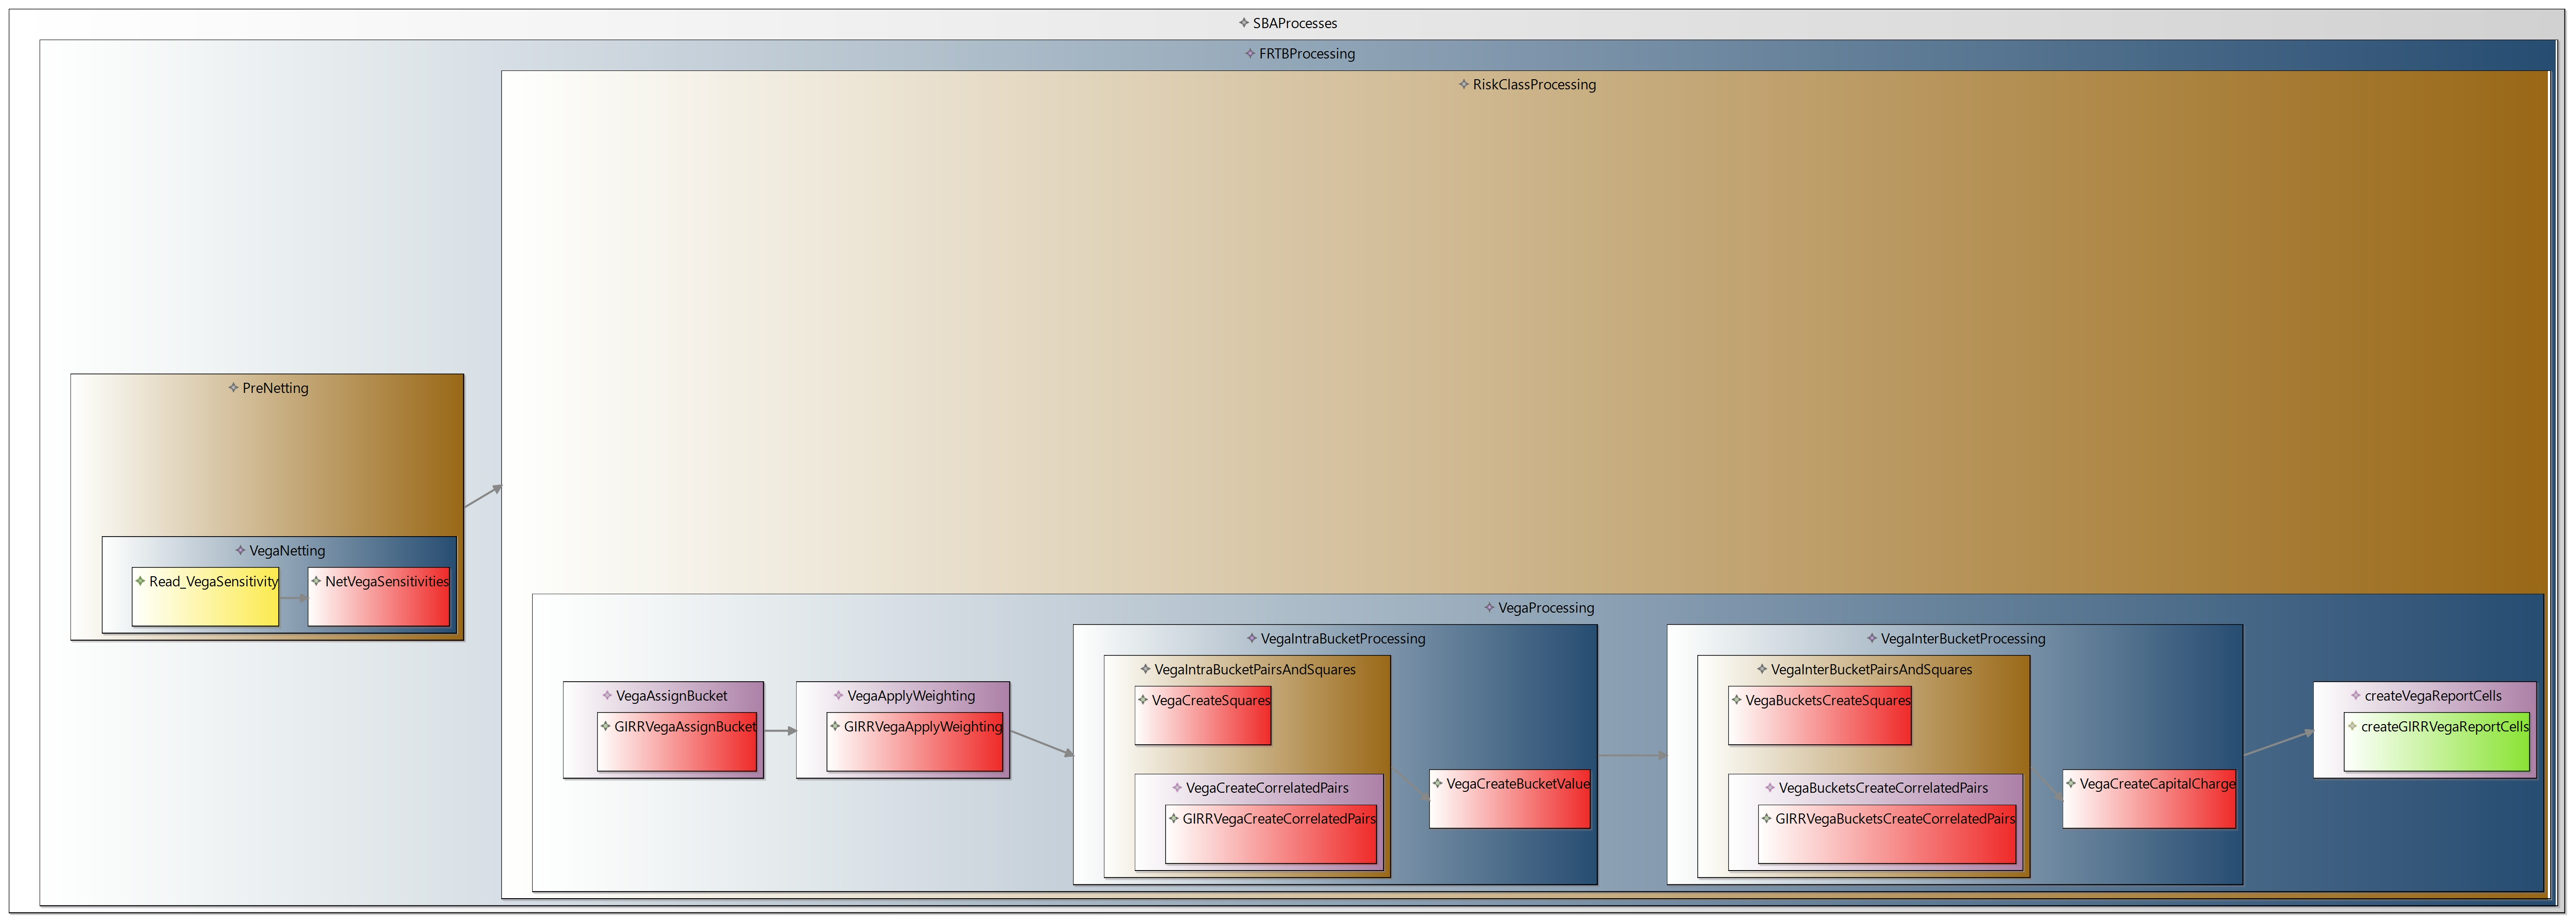 SBAProcesses
FRTBProcessing
RiskClassProcessing
PreNetting
VegaNetting
Read_VegaSensitivity
NetVegaSensitivities
VegaProcessing
VegaAssignBucket
GIRRVegaAssignBucket
VegaApplyWeighting
GIRRVegaApplyWeighting
VegaIntraBucketProcessing
VegaIntraBucketPairsAndSquares
VegaCreateSquares
VegaCreateCorrelatedPairs
GIRRVegaCreateCorrelatedPairs
VegaCreateBucketValue
VegaInterBucketProcessing
VegaInterBucketPairsAndSquares
VegaBucketsCreateSquares
VegaBucketsCreateCorrelatedPairs
GIRRVegaBucketsCreateCorrelatedPairs
VegaCreateCapitalCharge
createVegaReportCells
createGIRRVegaReportCells